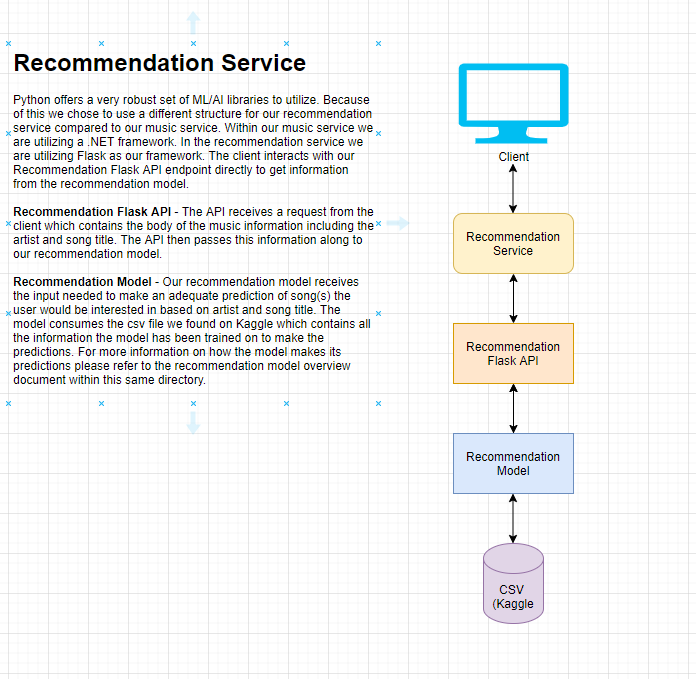 Recommendation Service
Python offers a very robust set of ML/AI libraries to utilize. Because
of this we chose to use a different structure for our recommendation
service compared to our music service. Within our music service we
are utilizing a .NET framework. In the recommendation service we
are utilizing Flask as our framework. The client interacts with our
Recommendation Flask API endpoint directly to get information
from the recommendation model.
Recommendation Flask API - The API receives a request from the
client which contains the body of the music information including the
artist and song title. The API then passes this information along to
our recommendation model.
Recommendation Model - Our recommendation model receives
the input needed to make an adequate prediction of song(s) the
user would be interested in based on artist and song title. The
model consumes the csv file we found on Kaggle which contains all
the information the model has been trained on to make the
predictions. For more information on how the model makes its
predictions please refer to the recommendation model overview
document within this same directory.
Client
Recommendation
Service
Recommendation
Flask API
Recommendation
Model
CSV
(Kaggle